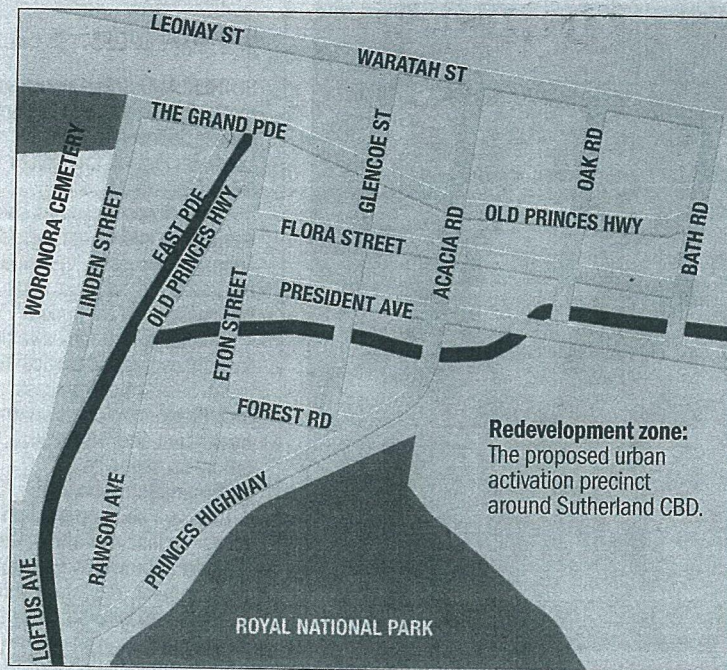 LEONAY ST
WARATAH ST
THE GRAND PDE
WORONORA CEMETERY
LINDEN STREET
EAST PDE
OLD PRINCES HWY
GLENCOE ST
ACACIA RD
OAK RD
OLD PRINCES HWY
BATH RD
FLORA STREET
ETON STREET
PRESIDENT AVE
FOREST RD
Redevelopment zone:
The proposed urban
activation precinct
around Sutherland CBD.
RAWSON AVE
PRINCES HIGHWAY
LOFTUS AVE
ROYAL NATIONAL PARK